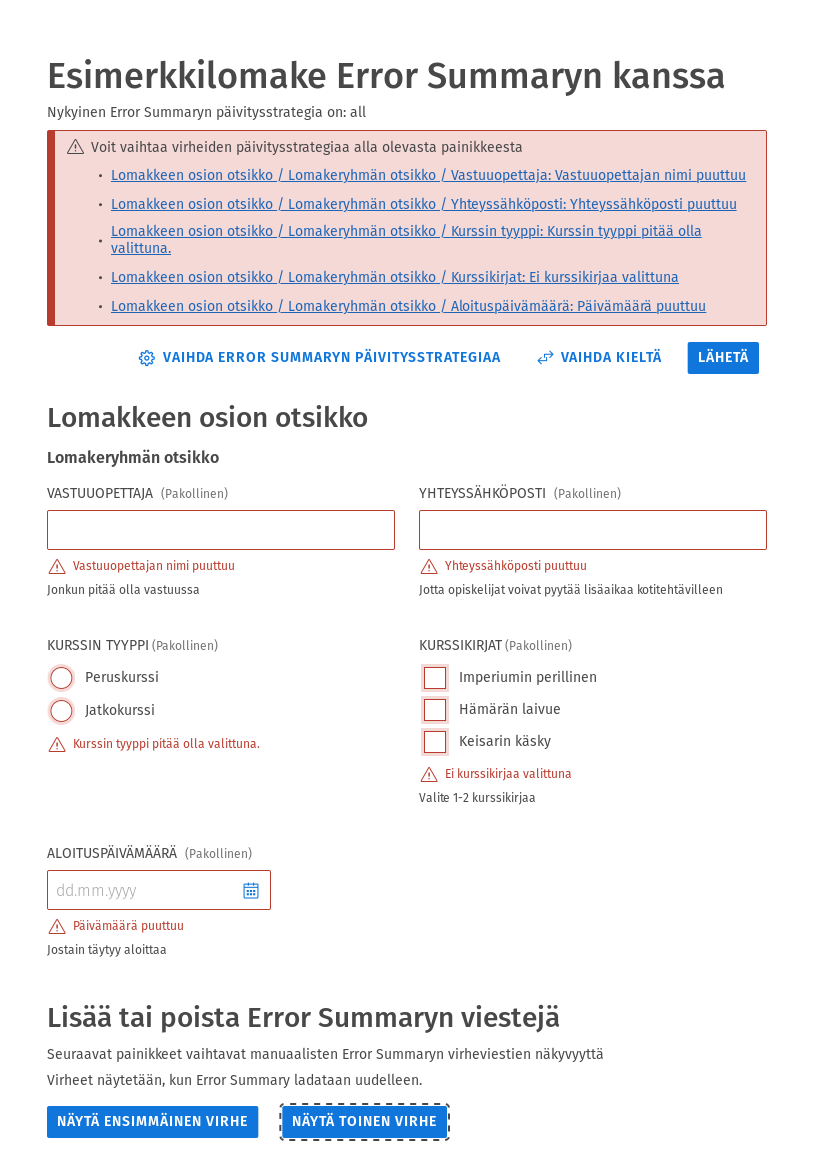 Esimerkkilomake Error Summaryn kanssa
Nykyinen Error Summaryn päivitysstrategia on: all
Voit vaihtaa virheiden päivitysstrategiaa alla olevasta painikkeesta
• Lomakkeen osion otsikko / Lomakeryhmän otsikko / Vastuuopettaja: Vastuuopettajan nimi puuttuu
• Lomakkeen osion otsikko / Lomakeryhmän otsikko / Yhteyssähköposti: Yhteyssähköposti puuttuu
• Lomakkeen osion otsikko / Lomakeryhmän otsikko / Kurssin tyyppi: Kurssin tyyppi pitää olla
valittuna.
• Lomakkeen osion otsikko / Lomakeryhmän otsikko / Kurssikirjat: Ei kurssikirjaa valittuna
• Lomakkeen osion otsikko / Lomakeryhmän otsikko / Aloituspäivämäärä: Päivämäärä puuttuu
VAIHDA ERROR SUMMARYN PÄIVITYSSTRATEGIAA VAIHDA KIELTÄ LÄHETÄ
Lomakkeen osion otsikko
Lomakeryhmän otsikko
VASTUUOPETTAJA (Pakollinen)
Vastuuopettajan nimi puuttuu
Jonkun pitää olla vastuussa
YHTEYSSÄHKÖPOSTI (Pakollinen)
Yhteyssähköposti puuttuu
Jotta opiskelijat voivat pyytää lisäaikaa kotitehtävilleen
KURSSIN TYYPPI (Pakollinen)
Peruskurssi
Jatkokurssi
Kurssin tyyppi pitää olla valittuna.
KURSSIKIRJAT (Pakollinen)
Imperiumin perillinen
Hämärän laivue
Keisarin käsky
Ei kurssikirjaa valittuna
Valite 1-2 kurssikirjaa
ALOITUSPÄIVÄMÄÄRÄ (Pakollinen)
dd.mm.yyyy
Päivämäärä puuttuu
Jostain täytyy aloittaa
Lisää tai poista Error Summaryn viestejä
Seuraavat painikkeet vaihtavat manuaalisten Error Summaryn virheviestien näkyvyyttä
Virheet näytetään, kun Error Summary ladataan uudelleen.
NÄYTÄ ENSIMMÄINEN VIRHE NÄYTÄ TOINEN VIRHE